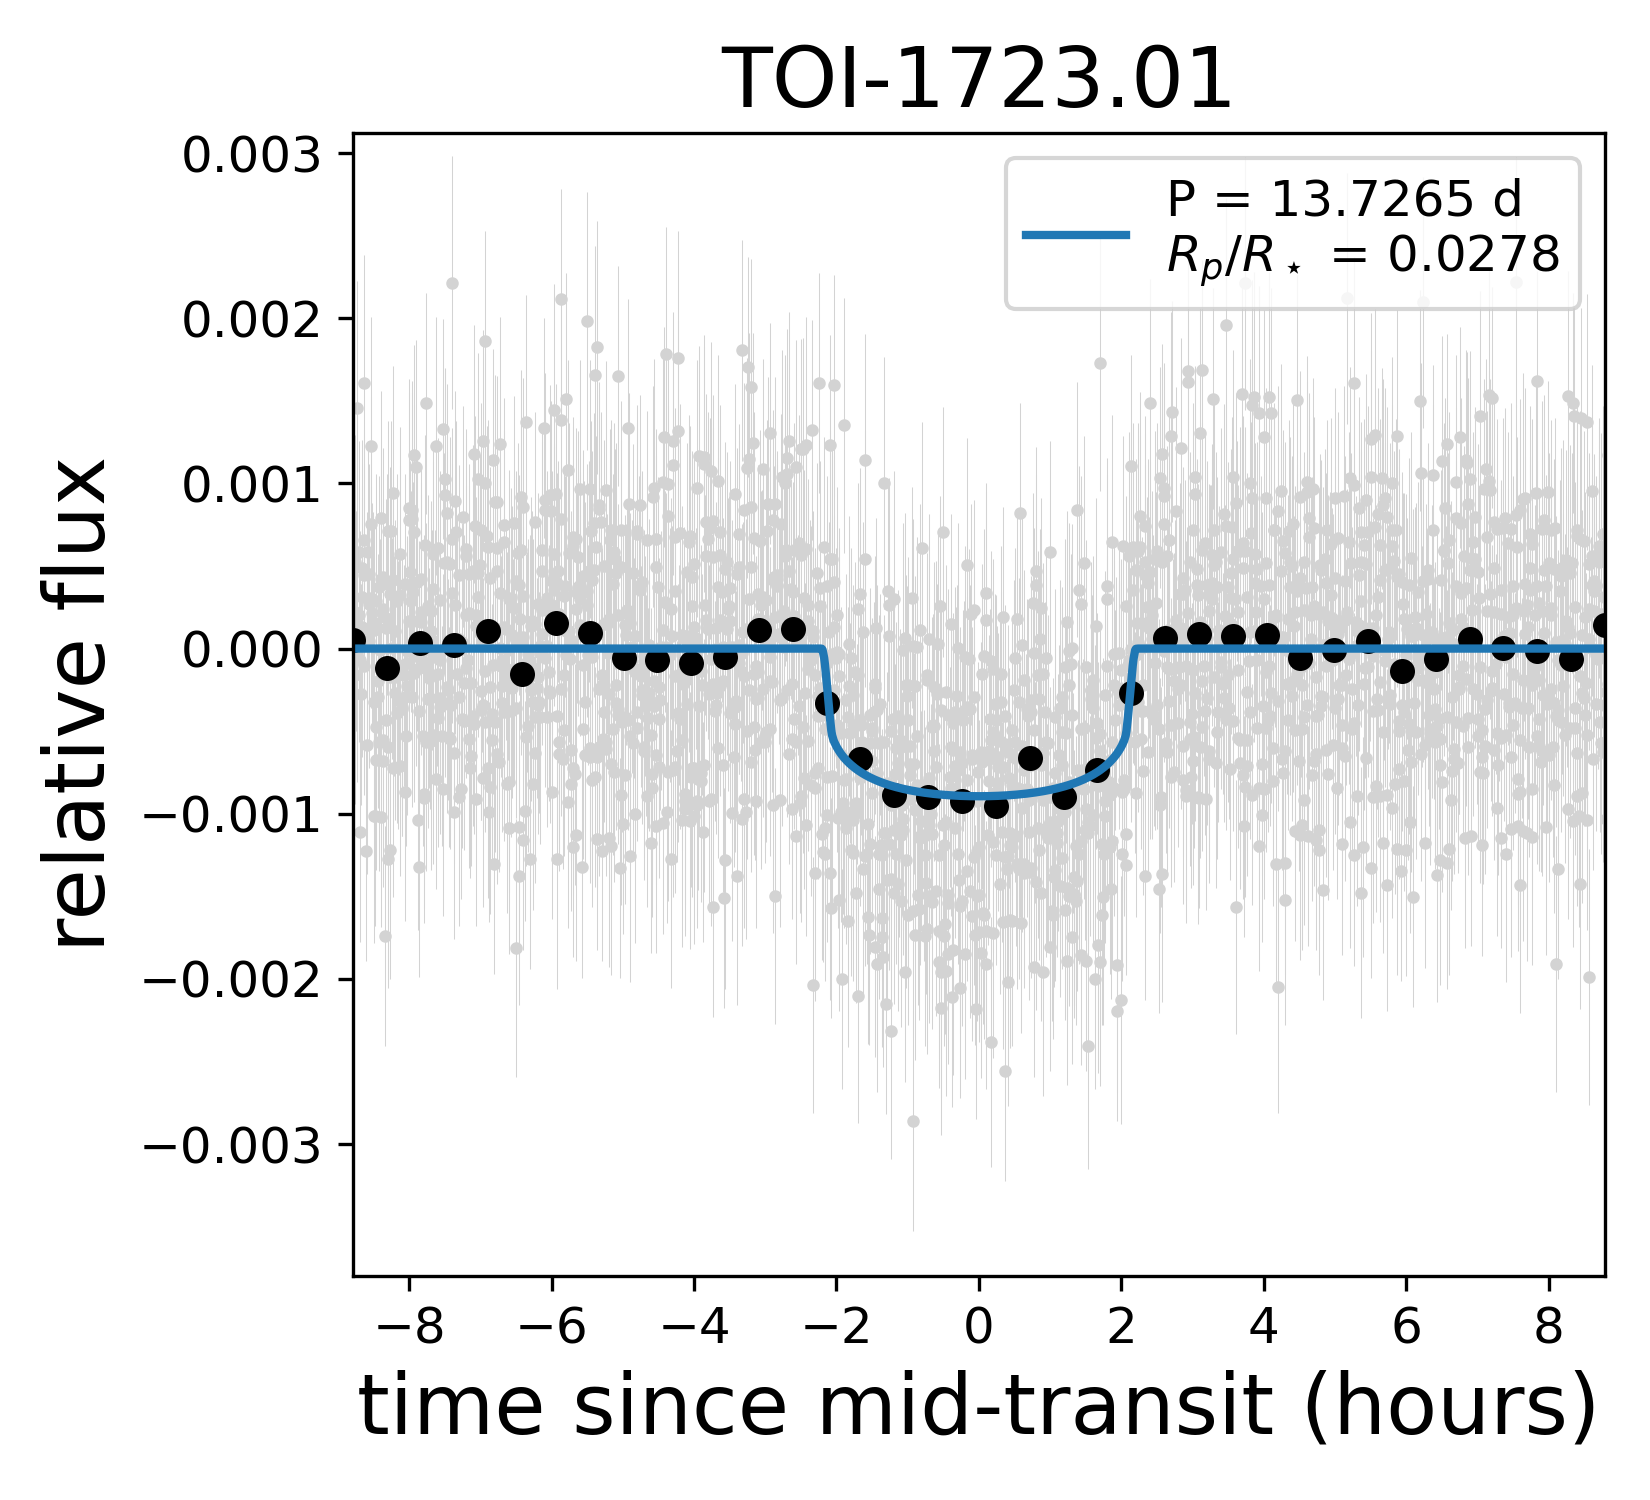 TOI-1723.01
P = 13.7265 d
Rp/R⋆ = 0.0278
0.003
0.002
0.001
0.000
−0.001
−0.002
−0.003
relative flux
−8 −6 −4 −2 0 2 4 6 8
time since mid-transit (hours)